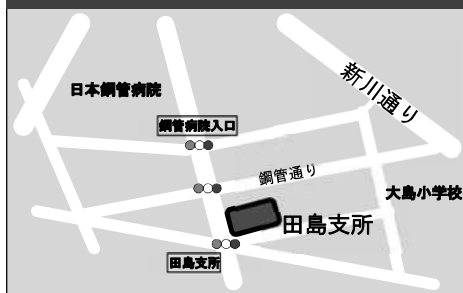 日本鋼管病院
新川通り
鋼管病院入口
鋼管通り
大島小学校
田島支所
田島支所